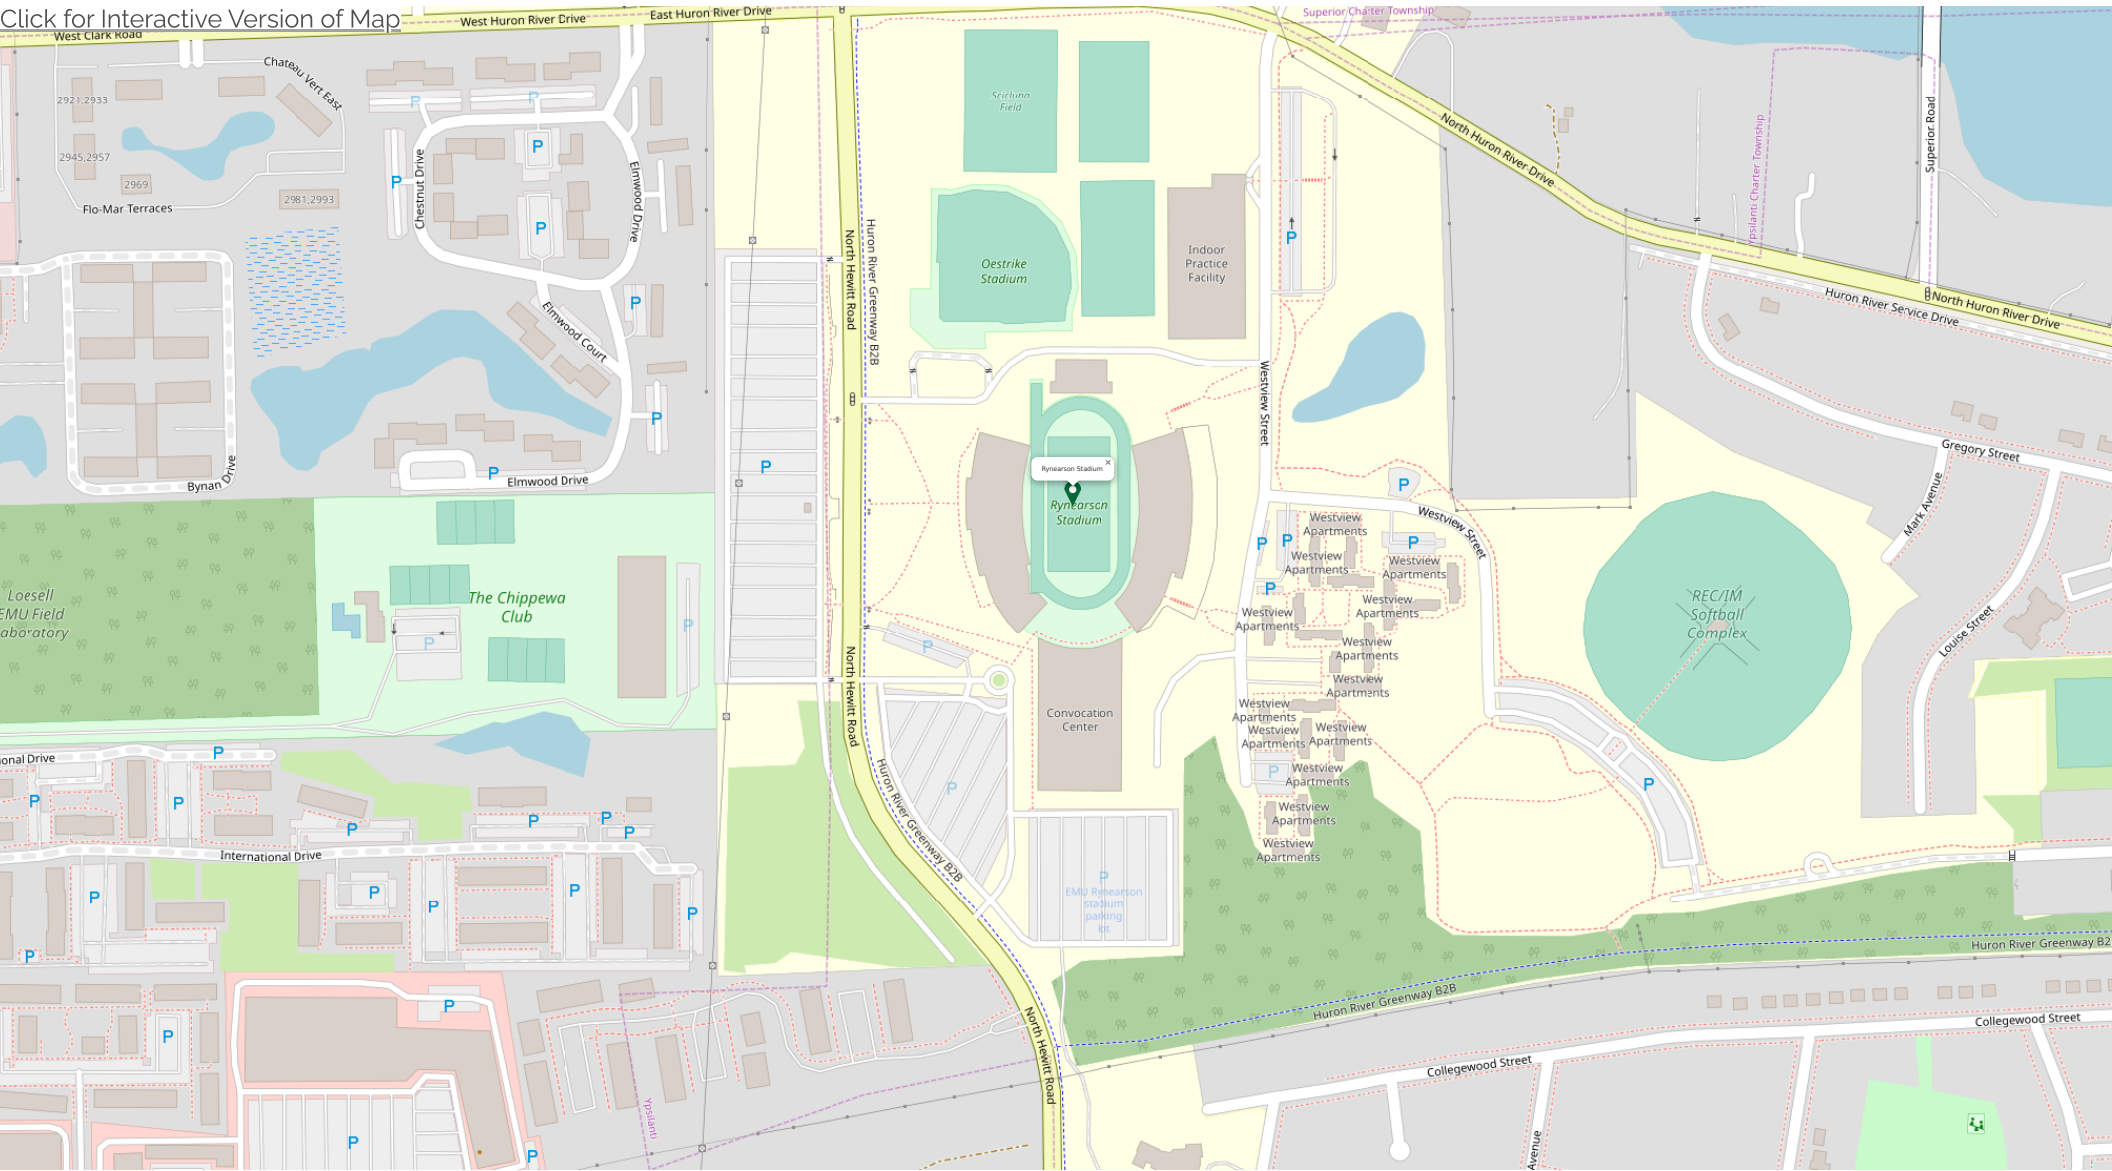 Click for Interactive Version of Map
West Huron River Drive
East Huron River Drive
Superior Charter Township
West Clark Road
Chateau Vert East
2921,2933
Scicluna
Field
P
P
North Huron River Drive
Superior Road
Ypsilanti Charter Township
2945,2957
P
P
Chestnut Drive
Elmwood Drive
2969
2981,2993
Flo-Mar Terraces
P
P
North Hewitt Road
Huron River Greenway B2B
Oestrike
Stadium
Indoor
Practice
Facility
Elmwood Court
P
Huron River Service Drive
North Huron River Drive
Westview Street
P
Gregory Street
P
P
Bynan Drive
Elmwood Drive
Rynearson Stadium
×
Rynearson
Stadium
P
Westview Street
Mark Avenue
Westview
Apartments
P
P
P
Westview
Apartments
Westview
Apartments
P
Loesell
EMU Field
Laboratory
The Chippewa
Club
P
P
Westview
Apartments
Westview
Apartments
REC/IM
Softball
Complex
Louise Street
P
Westview
Apartments
North Hewitt Road
Westview
Apartments
Convocation
Center
Westview
Apartments
Westview
Apartments
Westview
Apartments
onal Drive
P
Huron River Greenway B2B
Westview
Apartments
P
P
P
P
P
Westview
Apartments
P
P
P
P
Westview
Apartments
International Drive
P
P
P
P
P
P
EMU Rynearson
stadium
parking
lot
P
Huron River Greenway B2
Huron River Greenway B2B
P
P
North Hewitt Road
Collegewood Street
Collegewood Street
Ypsilanti
P
P
Avenue